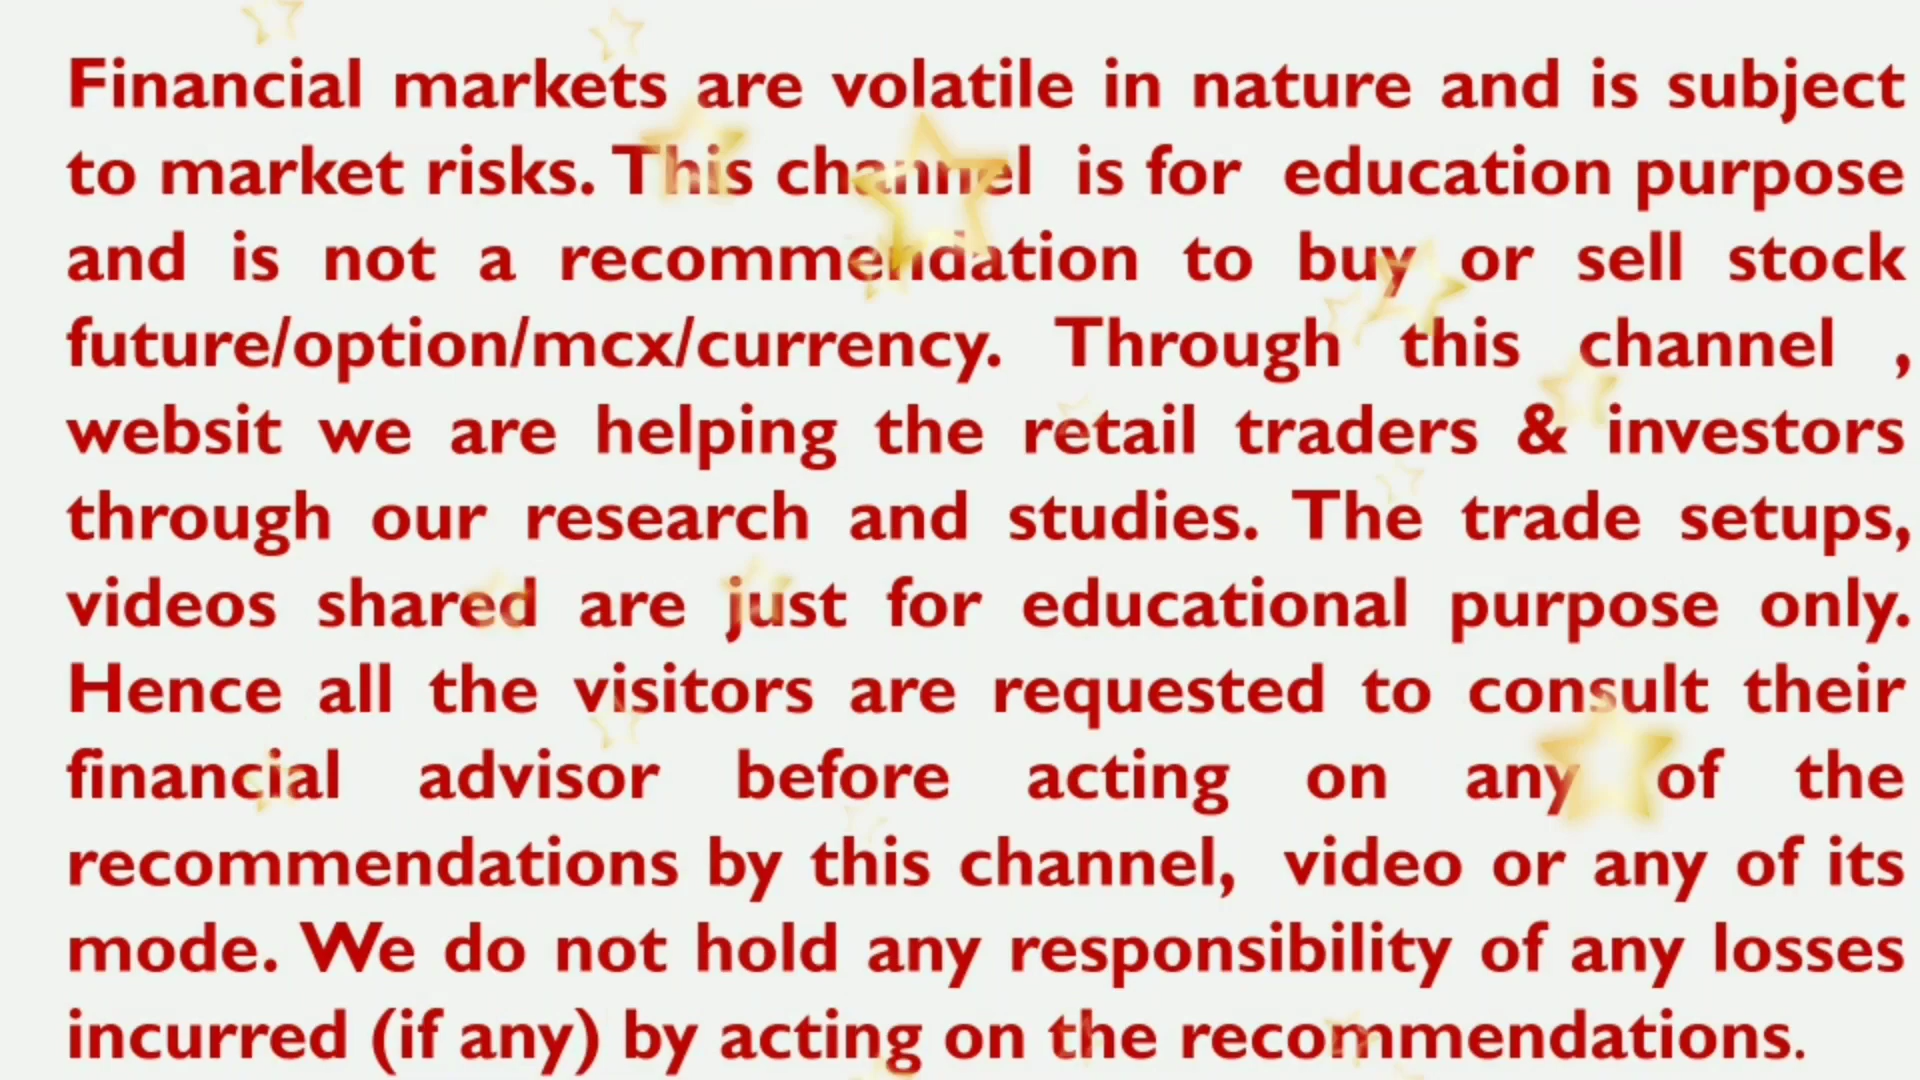 Financial markets are volatile in nature and is subject
to market risks. This channel is for education purpose
and is not a recommendation to buy or sell stock
future/option/mcx/currency. Through this channel ,
websit we are helping the retail traders & investors
through our research and studies. The trade setups,
videos shared are just for educational purpose only.
Hence all the visitors are requested to consult their
financial advisor before acting on any of the
recommendations by this channel, video or any of its
mode. We do not hold any responsibility of any losses
incurred (if any) by acting on the recommendations.